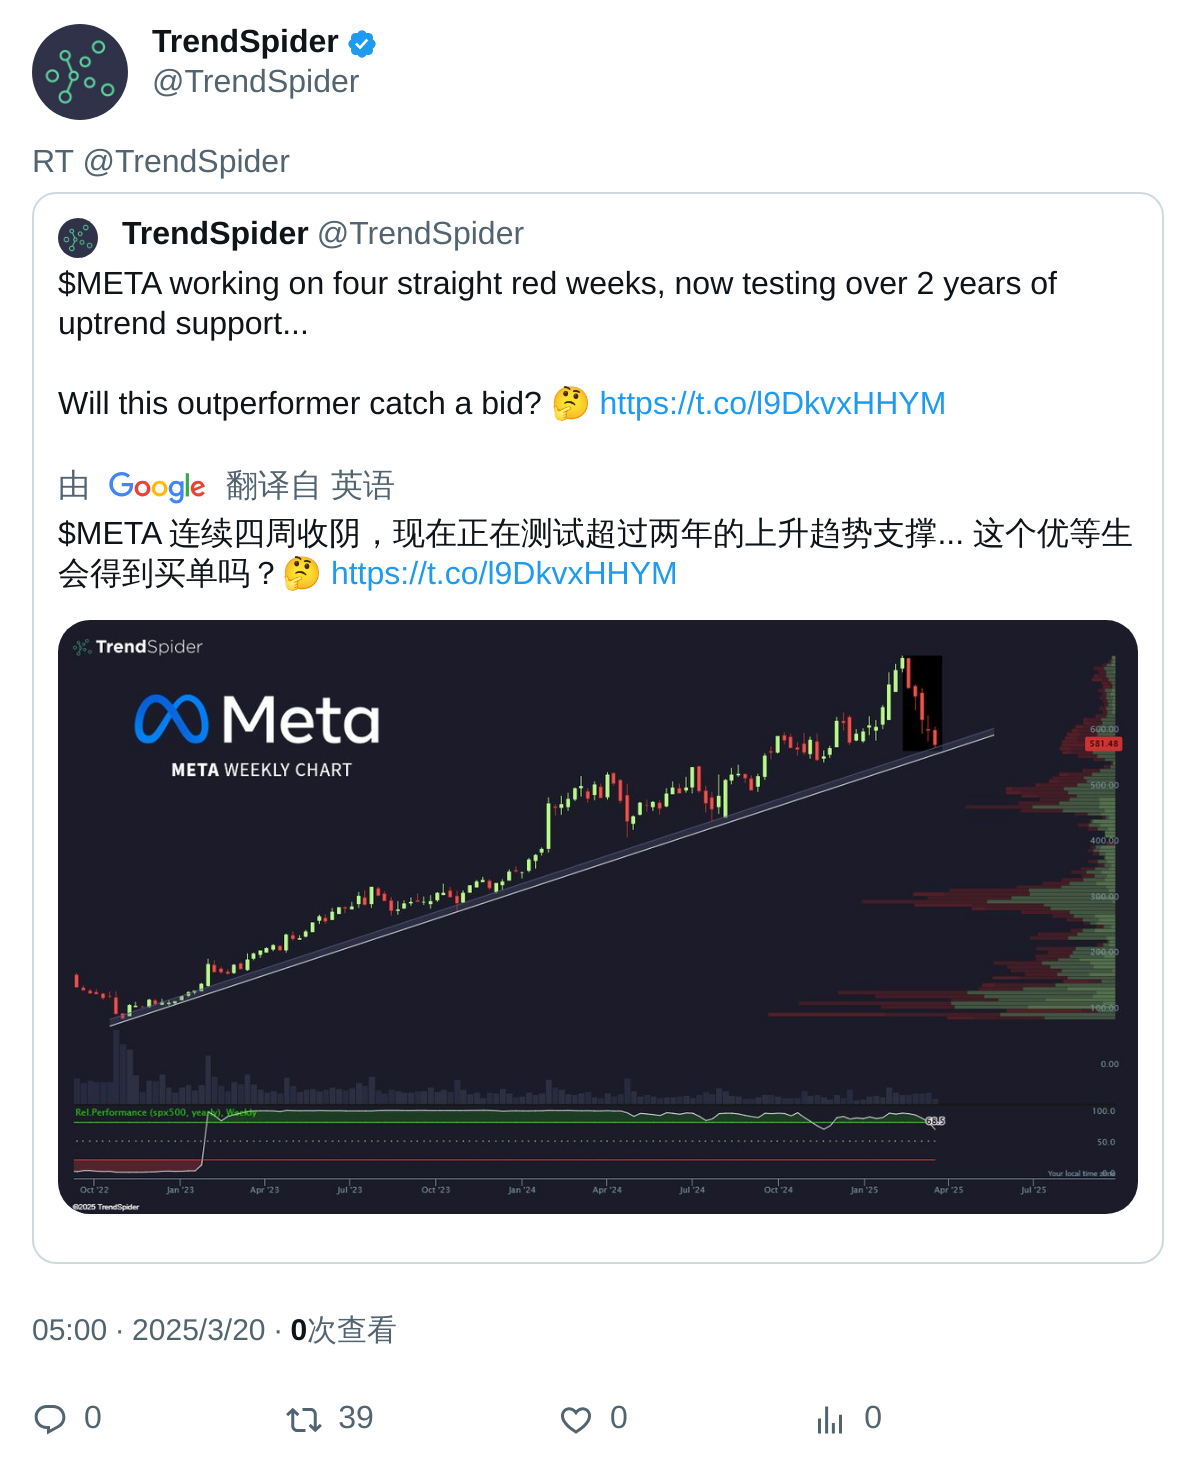 TrendSpider
@TrendSpider
RT @TrendSpider
TrendSpider @TrendSpider
$META working on four straight red weeks, now testing over 2 years of
uptrend support...
Will this outperformer catch a bid? 🤔 https://t.co/l9DkvxHHYM
由 Google 翻译自 英语
$META 连续四周收阴，现在正在测试超过两年的上升趋势支撑... 这个优等生
会得到买单吗？🤔 https://t.co/l9DkvxHHYM
TrendSpider
Meta
META WEEKLY CHART
600.00
581.48
500.00
400.00
300.00
200.00
100.00
0.00
Rel.Performance (spx500, yearly), Weekly
100.0
68.5
50.0
Your local time zone
0.0
Oct '22 Jan '23 Apr '23 Jul '23 Oct '23 Jan '24 Apr '24 Jul '24 Oct '24 Jan '25 Apr '25 Jul '25
©2025 TrendSpider
05:00 · 2025/3/20 · 0次查看
0 39 0 0